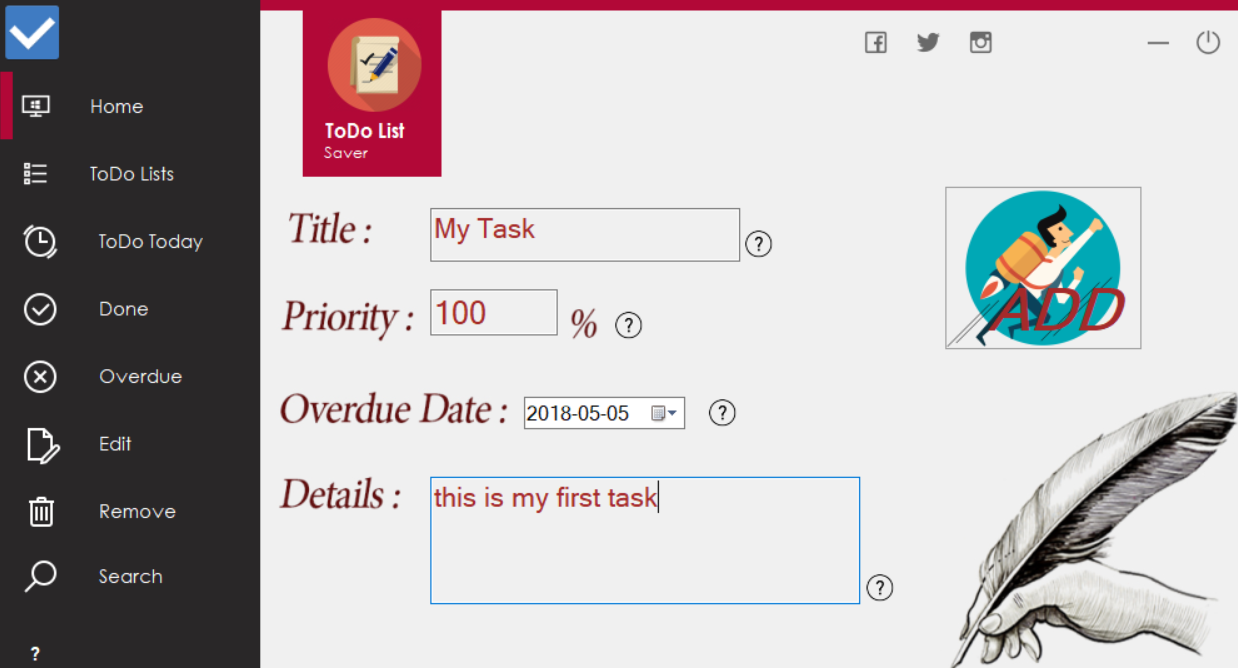 Home
ToDo Lists
ToDo Today
Done
Overdue
Edit
Remove
Search
?
ToDo List
Saver
Title : My Task ?
Priority : 100 % ?
Overdue Date : 2018-05-05 ?
Details : this is my first task
?
ADD